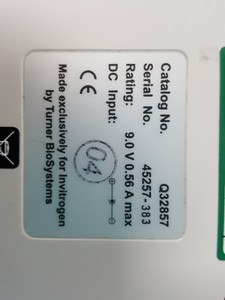 Catalog No. Q32857
Serial No. 45257-383
Rating: 9.0 V 0.56 A max
DC Input:
04
CE
Made exclusively for Invitrogen
by Turner BioSystems